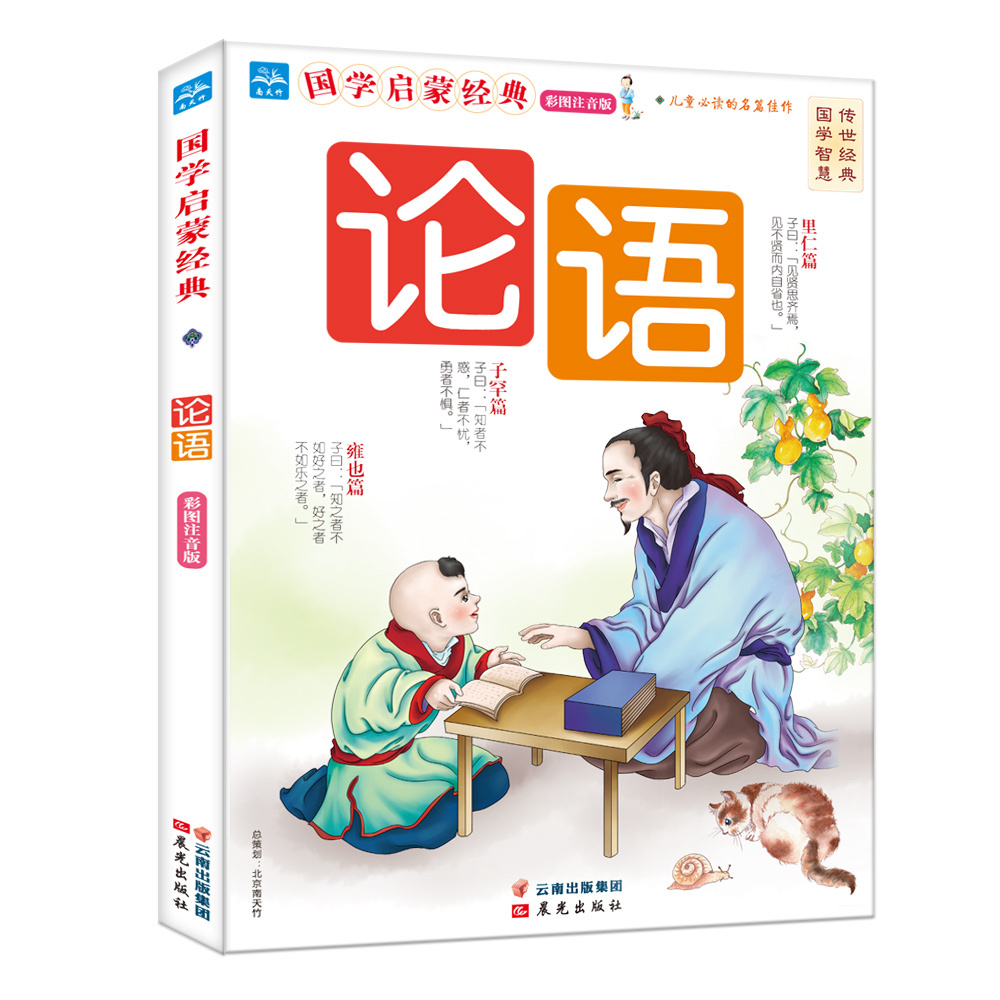 南天竹
国学启蒙经典
论语
彩图注音版
晨光出版社
云南出版集团
南天竹
国学启蒙经典
彩图注音版
儿童必读的名篇佳作
传世经典
国学智慧
论语
里仁篇
子曰：「见贤思齐焉，
见不贤而内自省也。」
子罕篇
子曰：「知者不
惑，仁者不忧，
勇者不惧。」
雍也篇
子曰：「知之者不
如好之者，好之者
不如乐之者。」
总策划：北京南天竹
云南出版集团
晨光出版社